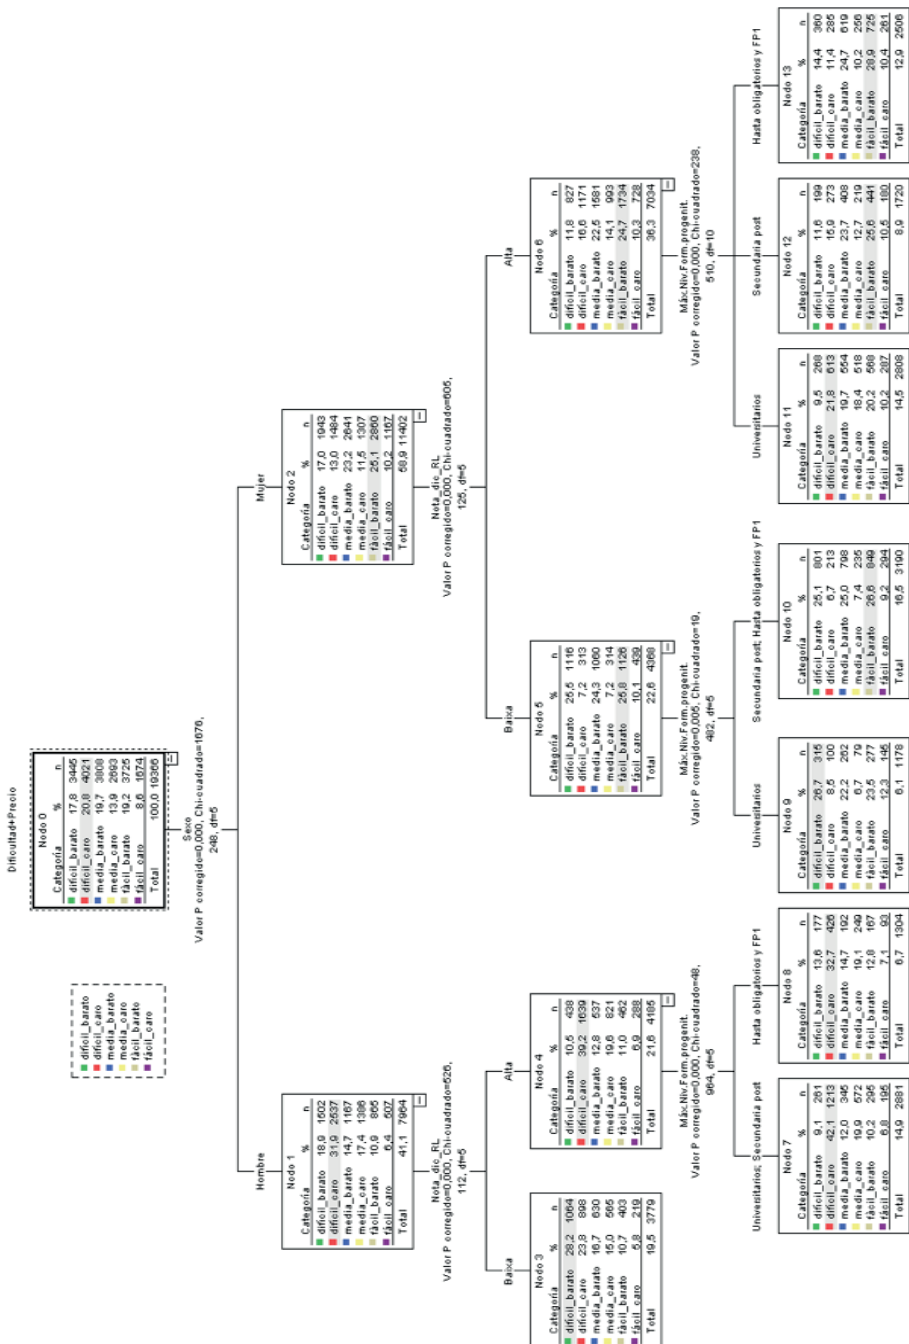 Dificultad+Precio
Nodo 0
Categoría % n
difícil_barato 17,8 3445
difícil_caro 20,8 4021
media_barato 19,7 3808
media_caro 13,9 2693
fácil_barato 19,2 3725
fácil_caro 8,6 1674
Total 100,0 19366
difícil_barato
difícil_caro
media_barato
media_caro
fácil_barato
fácil_caro
Sexo
Valor P corregido=0,000, Chi-cuadrado=1676,
248, df=5
Hombre
Nodo 1
Categoría % n
difícil_barato 18,9 1502
difícil_caro 31,9 2537
media_barato 14,7 1167
media_caro 17,4 1386
fácil_barato 10,9 865
fácil_caro 6,4 507
Total 41,1 7964
Mujer
Nodo 2
Categoría % n
difícil_barato 17,0 1943
difícil_caro 13,0 1484
media_barato 23,2 2641
media_caro 11,5 1307
fácil_barato 25,1 2860
fácil_caro 10,2 1167
Total 58,9 11402
Nota_dic_RL
Valor P corregido=0,000, Chi-cuadrado=526,
112, df=5
Nota_dic_RL
Valor P corregido=0,000, Chi-cuadrado=605,
125, df=5
Baixa
Nodo 3
Categoría % n
difícil_barato 28,2 1064
difícil_caro 23,8 898
media_barato 16,7 630
media_caro 15,0 565
fácil_barato 10,7 403
fácil_caro 5,8 219
Total 19,5 3779
Alta
Nodo 4
Categoría % n
difícil_barato 10,5 438
difícil_caro 39,2 1639
media_barato 12,8 537
media_caro 19,6 821
fácil_barato 11,0 462
fácil_caro 6,9 288
Total 21,6 4185
Baixa
Nodo 5
Categoría % n
difícil_barato 25,5 1116
difícil_caro 7,2 313
media_barato 24,3 1060
media_caro 7,2 314
fácil_barato 25,8 1126
fácil_caro 10,1 439
Total 22,6 4368
Alta
Nodo 6
Categoría % n
difícil_barato 11,8 827
difícil_caro 16,6 1171
media_barato 22,5 1581
media_caro 14,1 993
fácil_barato 24,7 1734
fácil_caro 10,3 728
Total 36,3 7034
Máx.Niv.Form.progenit.
Valor P corregido=0,000, Chi-cuadrado=48,
964, df=5
Máx.Niv.Form.progenit.
Valor P corregido=0,005, Chi-cuadrado=19,
482, df=5
Máx.Niv.Form.progenit.
Valor P corregido=0,000, Chi-cuadrado=238,
510, df=10
Universitarios; Secundaria post
Nodo 7
Categoría % n
difícil_barato 9,1 261
difícil_caro 42,1 1213
media_barato 12,0 345
media_caro 19,9 572
fácil_barato 10,2 295
fácil_caro 6,8 195
Total 14,9 2881
Hasta obligatorios y FP1
Nodo 8
Categoría % n
difícil_barato 13,6 177
difícil_caro 32,7 426
media_barato 14,7 192
media_caro 19,1 249
fácil_barato 12,8 167
fácil_caro 7,1 93
Total 6,7 1304
Universitarios
Nodo 9
Categoría % n
difícil_barato 26,7 315
difícil_caro 8,5 100
media_barato 22,2 262
media_caro 6,7 79
fácil_barato 23,5 277
fácil_caro 12,3 145
Total 6,1 1178
Secundaria post; Hasta obligatorios y FP1
Nodo 10
Categoría % n
difícil_barato 25,1 801
difícil_caro 6,7 213
media_barato 25,0 798
media_caro 7,4 235
fácil_barato 26,6 849
fácil_caro 9,2 294
Total 16,5 3190
Universitarios
Nodo 11
Categoría % n
difícil_barato 9,5 268
difícil_caro 21,8 613
media_barato 19,7 554
media_caro 18,4 518
fácil_barato 20,2 568
fácil_caro 10,2 287
Total 14,5 2808
Secundaria post
Nodo 12
Categoría % n
difícil_barato 11,6 199
difícil_caro 15,9 273
media_barato 23,7 408
media_caro 12,7 219
fácil_barato 25,6 441
fácil_caro 10,5 180
Total 8,9 1720
Hasta obligatorios y FP1
Nodo 13
Categoría % n
difícil_barato 14,4 360
difícil_caro 11,4 285
media_barato 24,7 619
media_caro 10,2 256
fácil_barato 28,9 725
fácil_caro 10,4 261
Total 12,9 2506